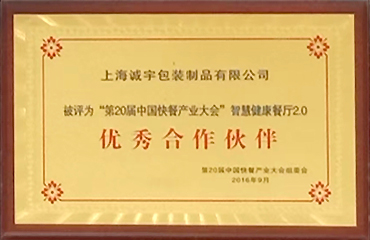 上海诚宇包装制品有限公司
被评为“第20届中国快餐产业大会”智慧健康餐厅2.0
优秀合作伙伴
第20届中国快餐产业大会组委会
2016年9月